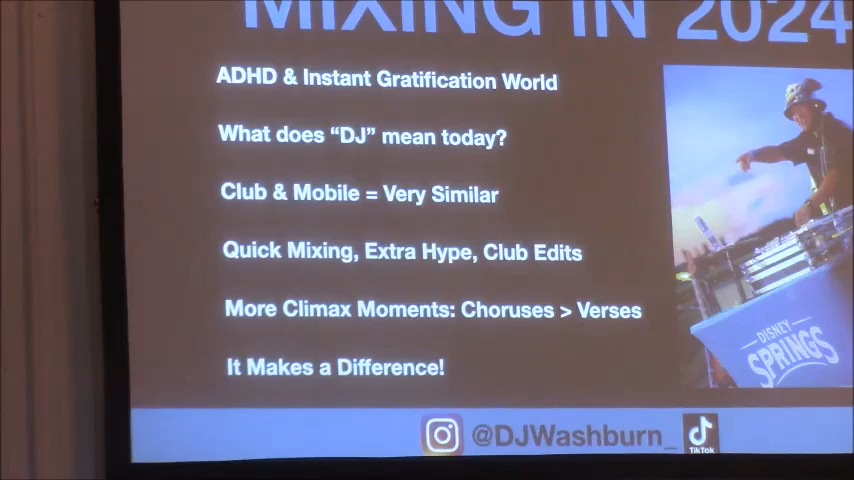 MIXING IN 2024
ADHD & Instant Gratification World
What does “DJ” mean today?
Club & Mobile = Very Similar
Quick Mixing, Extra Hype, Club Edits
More Climax Moments: Choruses > Verses
It Makes a Difference!
DISNEY
SPRINGS
@DJWashburn_
TikTok